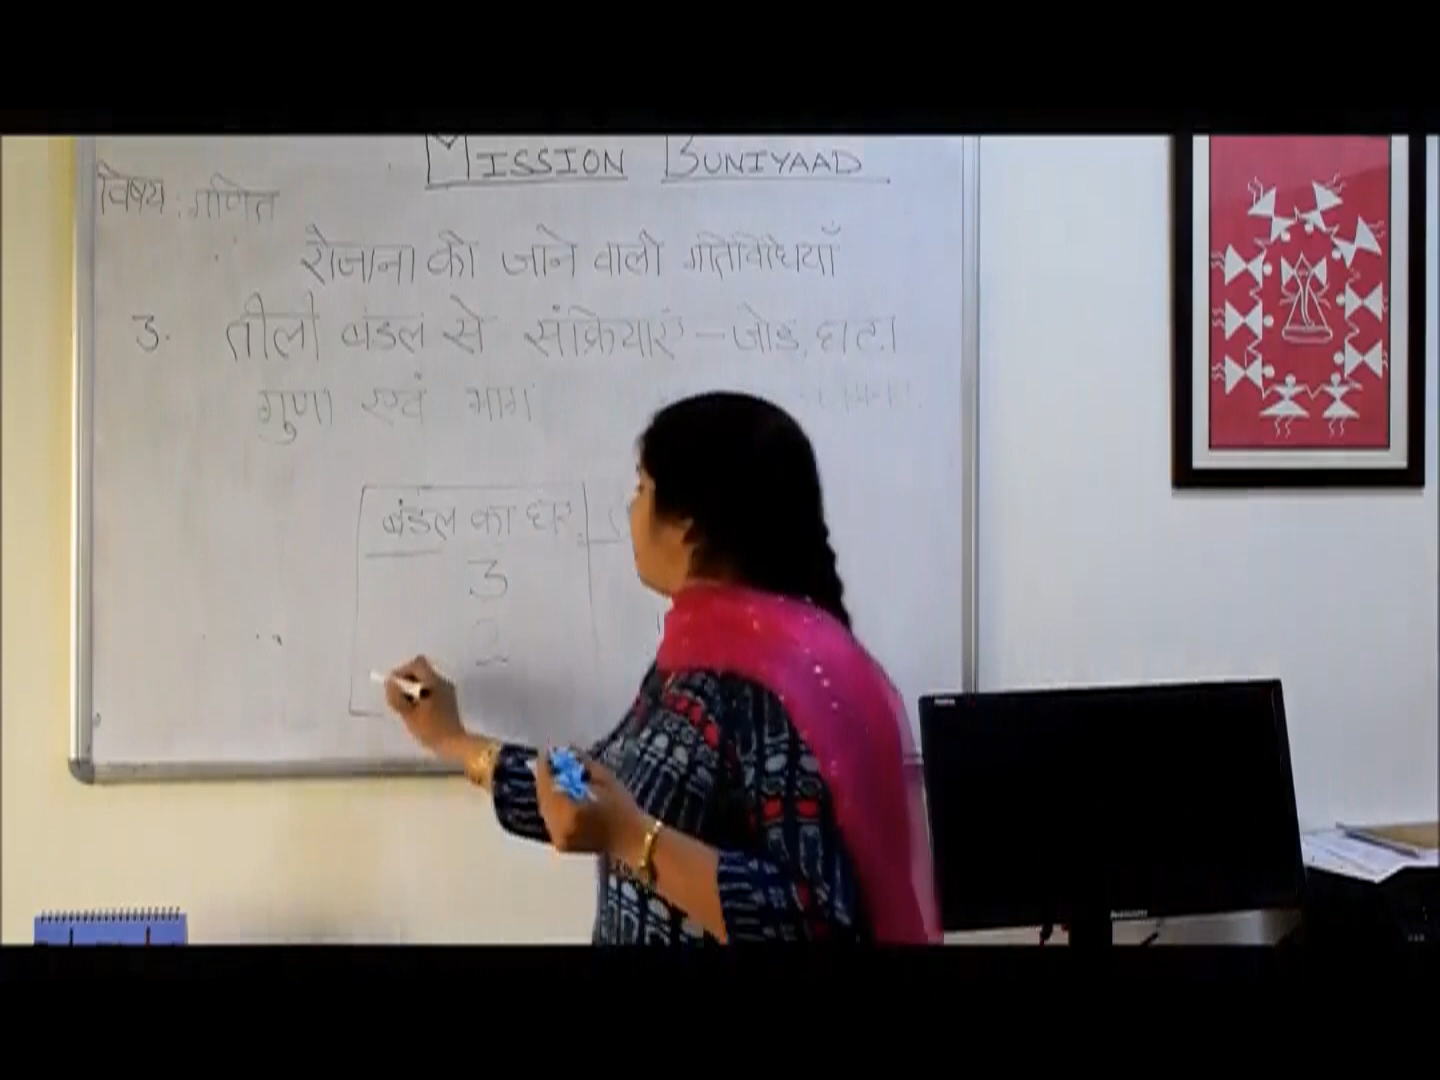 MISSION BUNIYAAD
विषय : गणित
रोजाना की जाने वाली गतिविधियाँ
3. तीली बंडल से संक्रियाएं - जोड़, घटा
गुणा एवं भाग
बंडल का घर
3
2